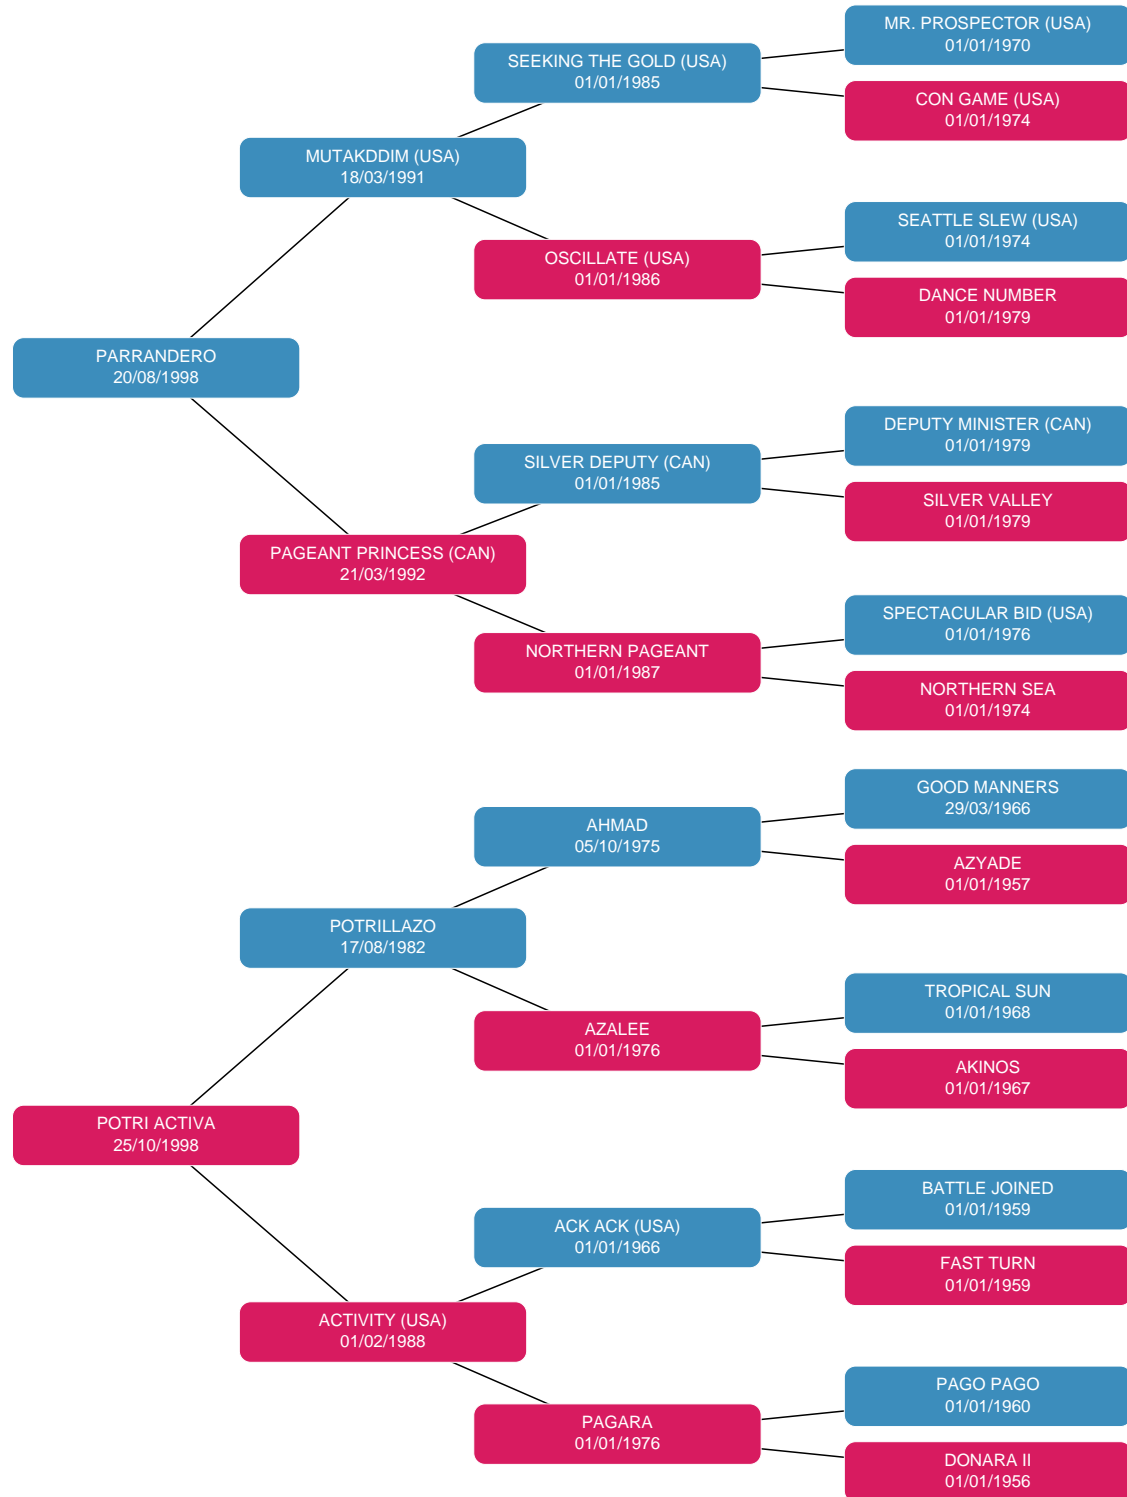 MR. PROSPECTOR (USA)
01/01/1970
SEEKING THE GOLD (USA)
01/01/1985
CON GAME (USA)
01/01/1974
MUTAKDDIM (USA)
18/03/1991
SEATTLE SLEW (USA)
01/01/1974
OSCILLATE (USA)
01/01/1986
DANCE NUMBER
01/01/1979
PARRANDERO
20/08/1998
DEPUTY MINISTER (CAN)
01/01/1979
SILVER DEPUTY (CAN)
01/01/1985
SILVER VALLEY
01/01/1979
PAGEANT PRINCESS (CAN)
21/03/1992
SPECTACULAR BID (USA)
01/01/1976
NORTHERN PAGEANT
01/01/1987
NORTHERN SEA
01/01/1974
GOOD MANNERS
29/03/1966
AHMAD
05/10/1975
AZYADE
01/01/1957
POTRILLAZO
17/08/1982
TROPICAL SUN
01/01/1968
AZALEE
01/01/1976
AKINOS
01/01/1967
POTRI ACTIVA
25/10/1998
BATTLE JOINED
01/01/1959
ACK ACK (USA)
01/01/1966
FAST TURN
01/01/1959
ACTIVITY (USA)
01/02/1988
PAGO PAGO
01/01/1960
PAGARA
01/01/1976
DONARA II
01/01/1956